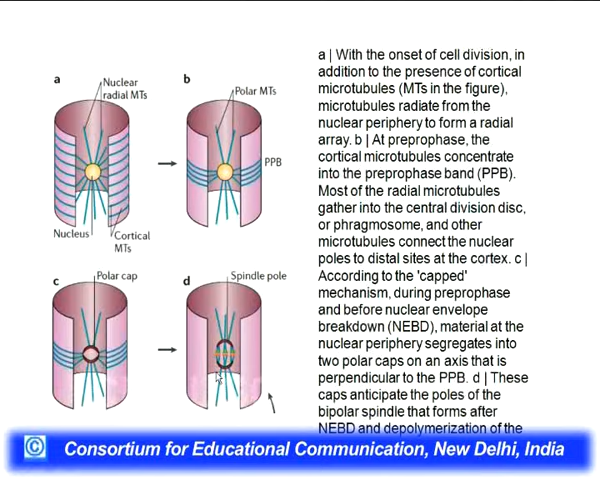 a
Nuclear
radial MTs
b
Polar MTs
PPB
Nucleus
Cortical
MTs
c
Polar cap
d
Spindle pole
a | With the onset of cell division, in
addition to the presence of cortical
microtubules (MTs in the figure),
microtubules radiate from the
nuclear periphery to form a radial
array. b | At preprophase, the
cortical microtubules concentrate
into the preprophase band (PPB).
Most of the radial microtubules
gather into the central division disc,
or phragmosome, and other
microtubules connect the nuclear
poles to distal sites at the cortex. c |
According to the 'capped'
mechanism, during preprophase
and before nuclear envelope
breakdown (NEBD), material at the
nuclear periphery segregates into
two polar caps on an axis that is
perpendicular to the PPB. d | These
caps anticipate the poles of the
bipolar spindle that forms after
NEBD and depolymerization of the
© Consortium for Educational Communication, New Delhi, India